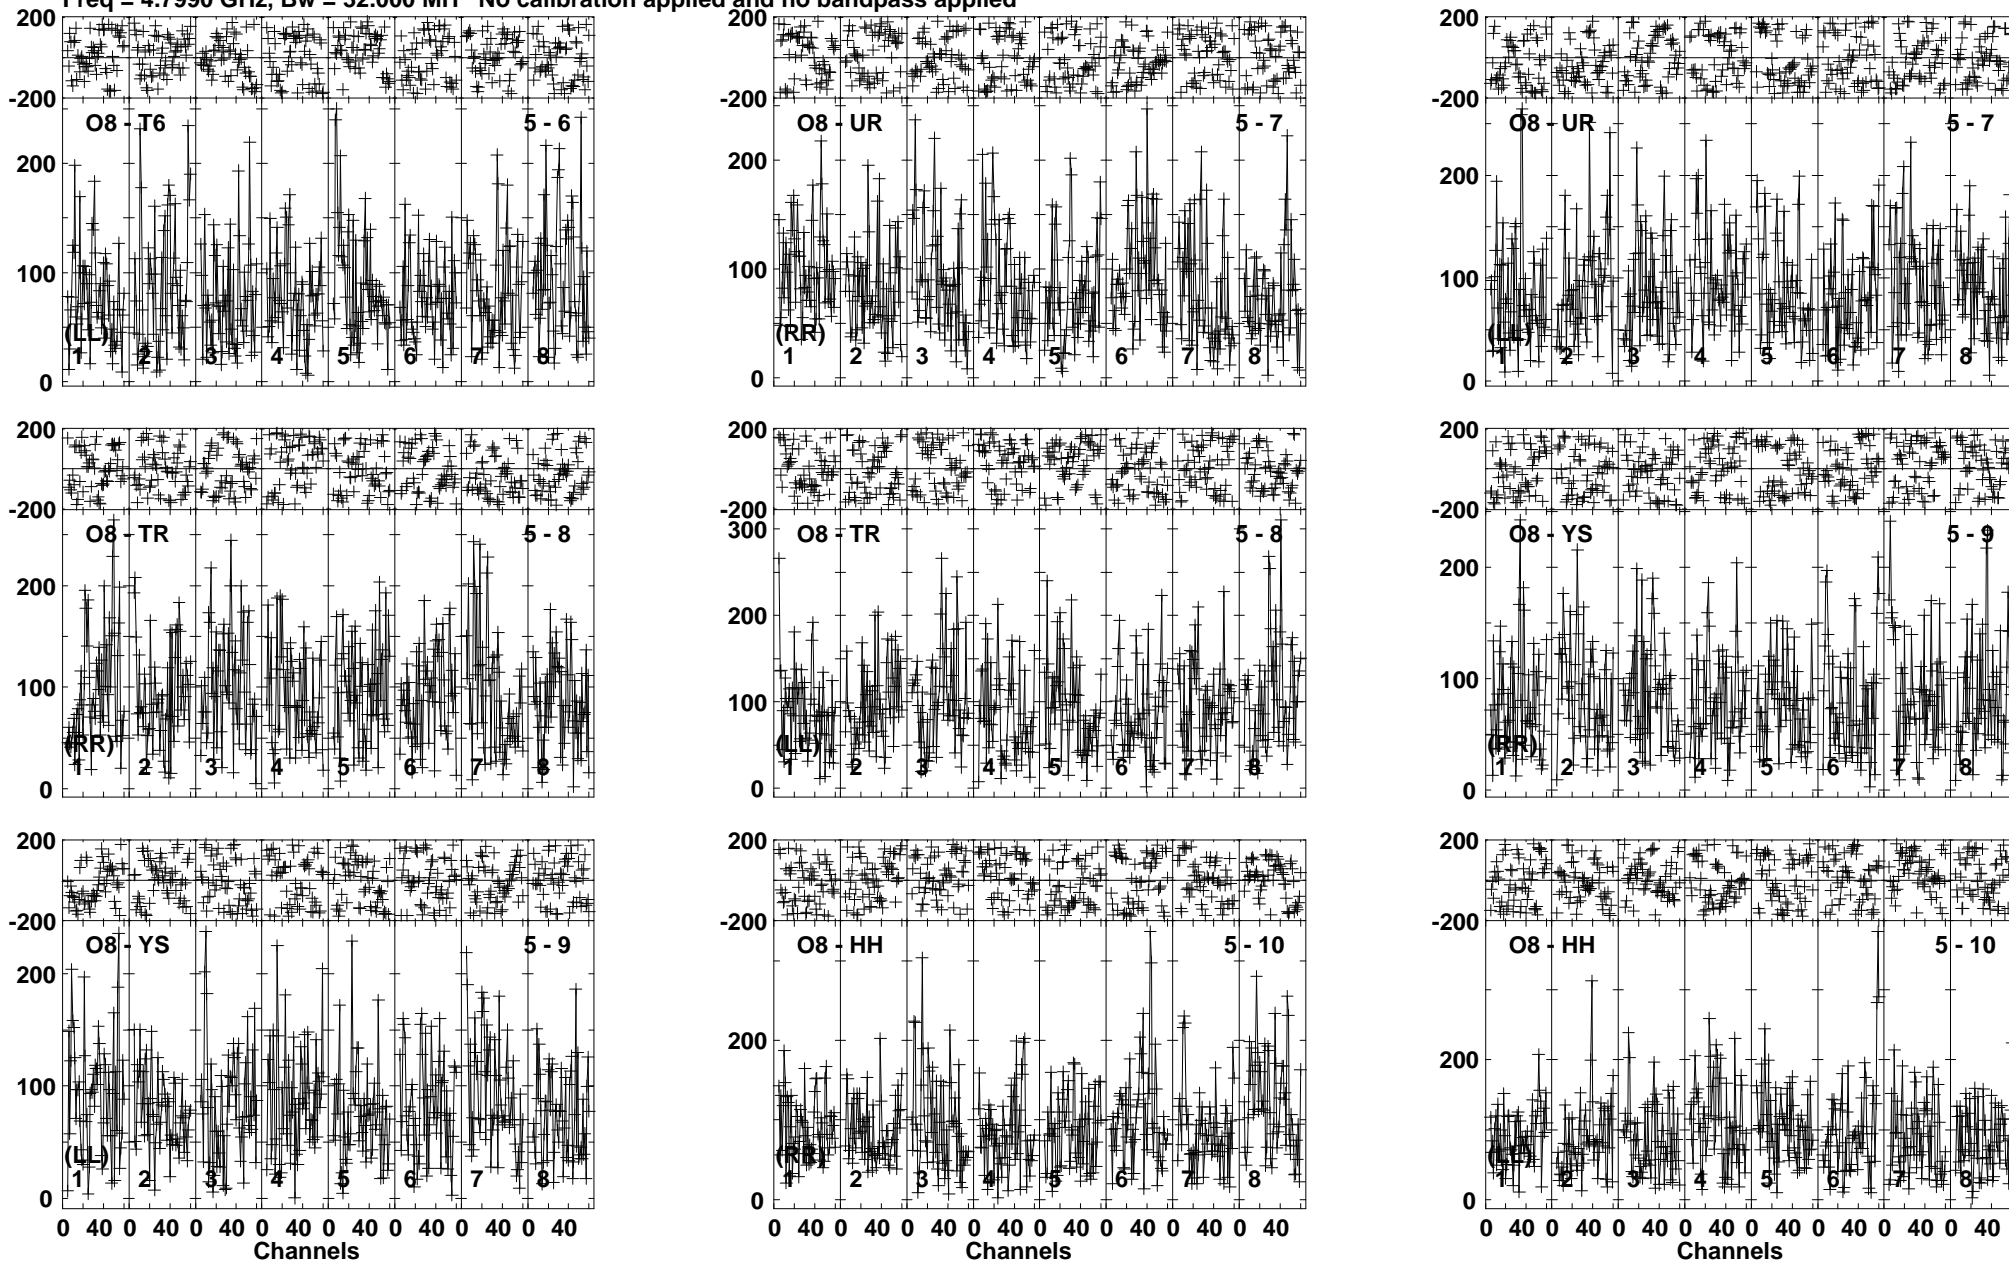 Freq = 4.7990 GHz, Bw = 32.000 MH No calibration applied and no bandpass applied
200 200 200
-200 -200 -200
O8 - T6 5 - 6 O8 - UR 5 - 7 O8 - UR 5 - 7
200 200 200
100 100 100
(LL) (RR) (LL)
1 2 3 4 5 6 7 8 1 2 3 4 5 6 7 8 1 2 3 4 5 6 7 8
0 0 0
200 200 200
-200 -200 -200
O8 - TR 5 - 8 O8 - TR 5 - 8 O8 - YS 5 - 9
300
200 200 200
100 100 100
(RR) (LL) (RR)
1 2 3 4 5 6 7 8 1 2 3 4 5 6 7 8 1 2 3 4 5 6 7 8
0 0 0
200 200 200
-200 -200 -200
O8 - YS 5 - 9 O8 - HH 5 - 10 O8 - HH 5 - 10
200 200 200
100
(LL) (RR) (LL)
1 2 3 4 5 6 7 8 1 2 3 4 5 6 7 8 1 2 3 4 5 6 7 8
0 0 0
0 40 0 40 0 40 0 40 0 40 0 40 0 40 0 40 0 40 0 40 0 40 0 40 0 40 0 40 0 40 0 40 0 40 0 40 0 40 0 40 0 40 0 40 0 40 0 40
Channels Channels Channels